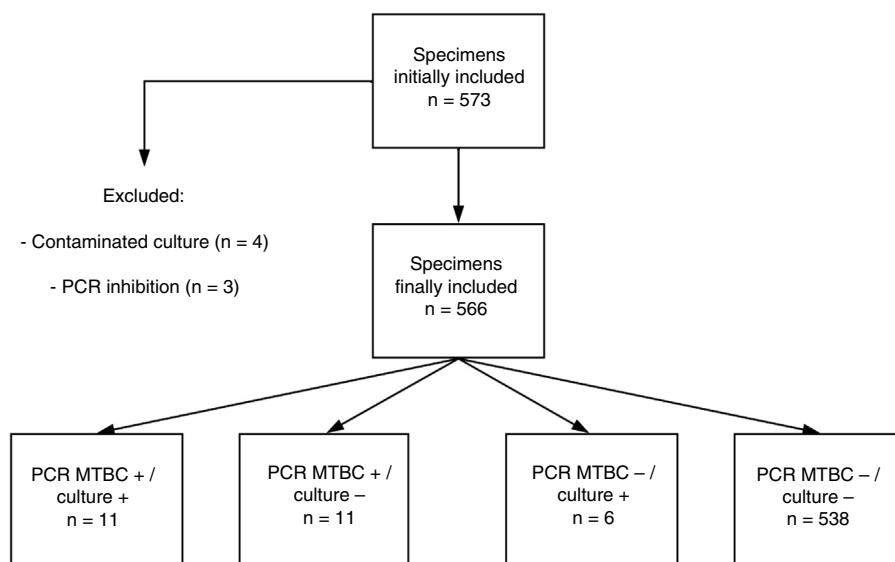 Specimens
initially included
n = 573
Excluded:
- Contaminated culture (n = 4)
- PCR inhibition (n = 3)
Specimens
finally included
n = 566
PCR MTBC + /
culture +
n = 11
PCR MTBC + /
culture –
n = 11
PCR MTBC – /
culture +
n = 6
PCR MTBC – /
culture –
n = 538